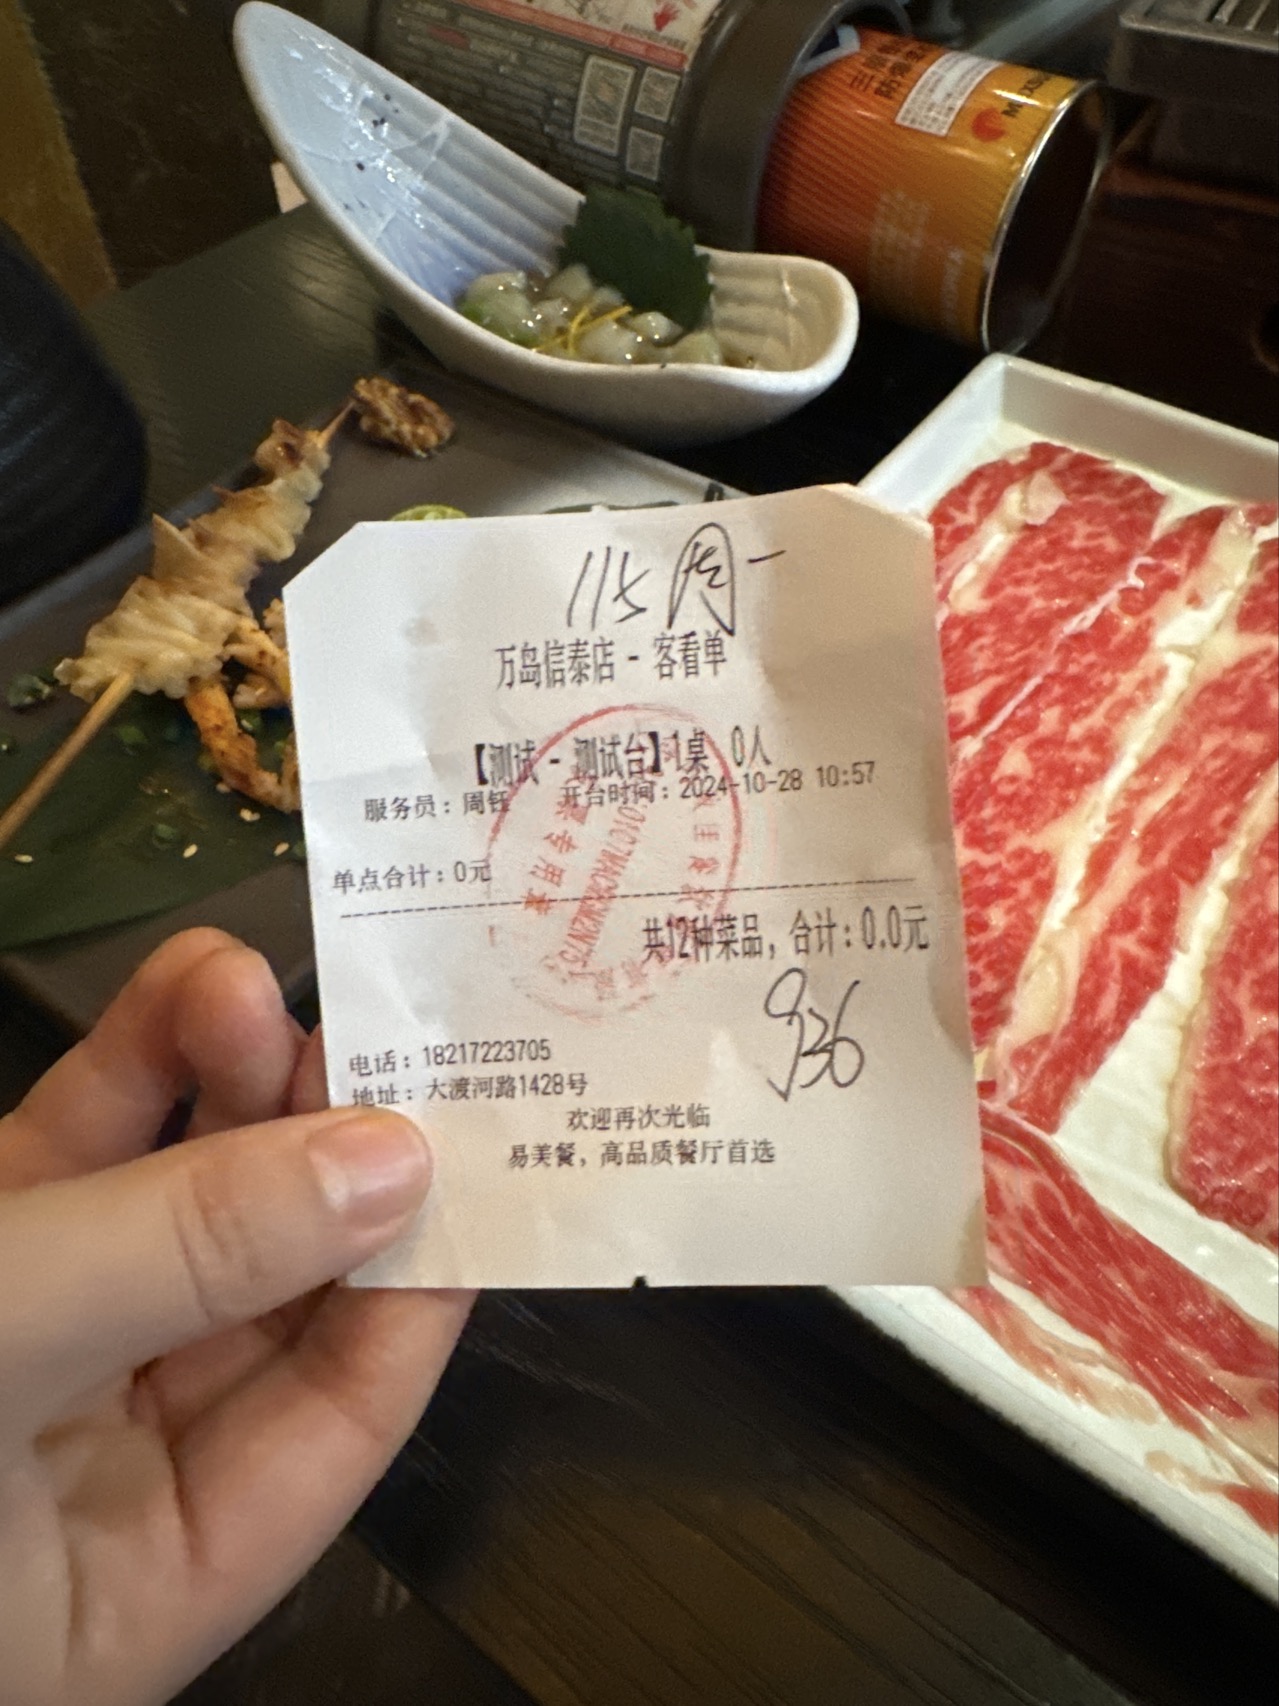 115 周一
万岛信泰店 - 客看单
【测试 - 测试台】1桌 0人
服务员：周钰 开台时间：2024-10-28 10:57
单点合计：0元
共12种菜品，合计：0.0元
936
电话：18217223705
地址：大渡河路1428号
欢迎再次光临
易美餐，高品质餐厅首选
专用章